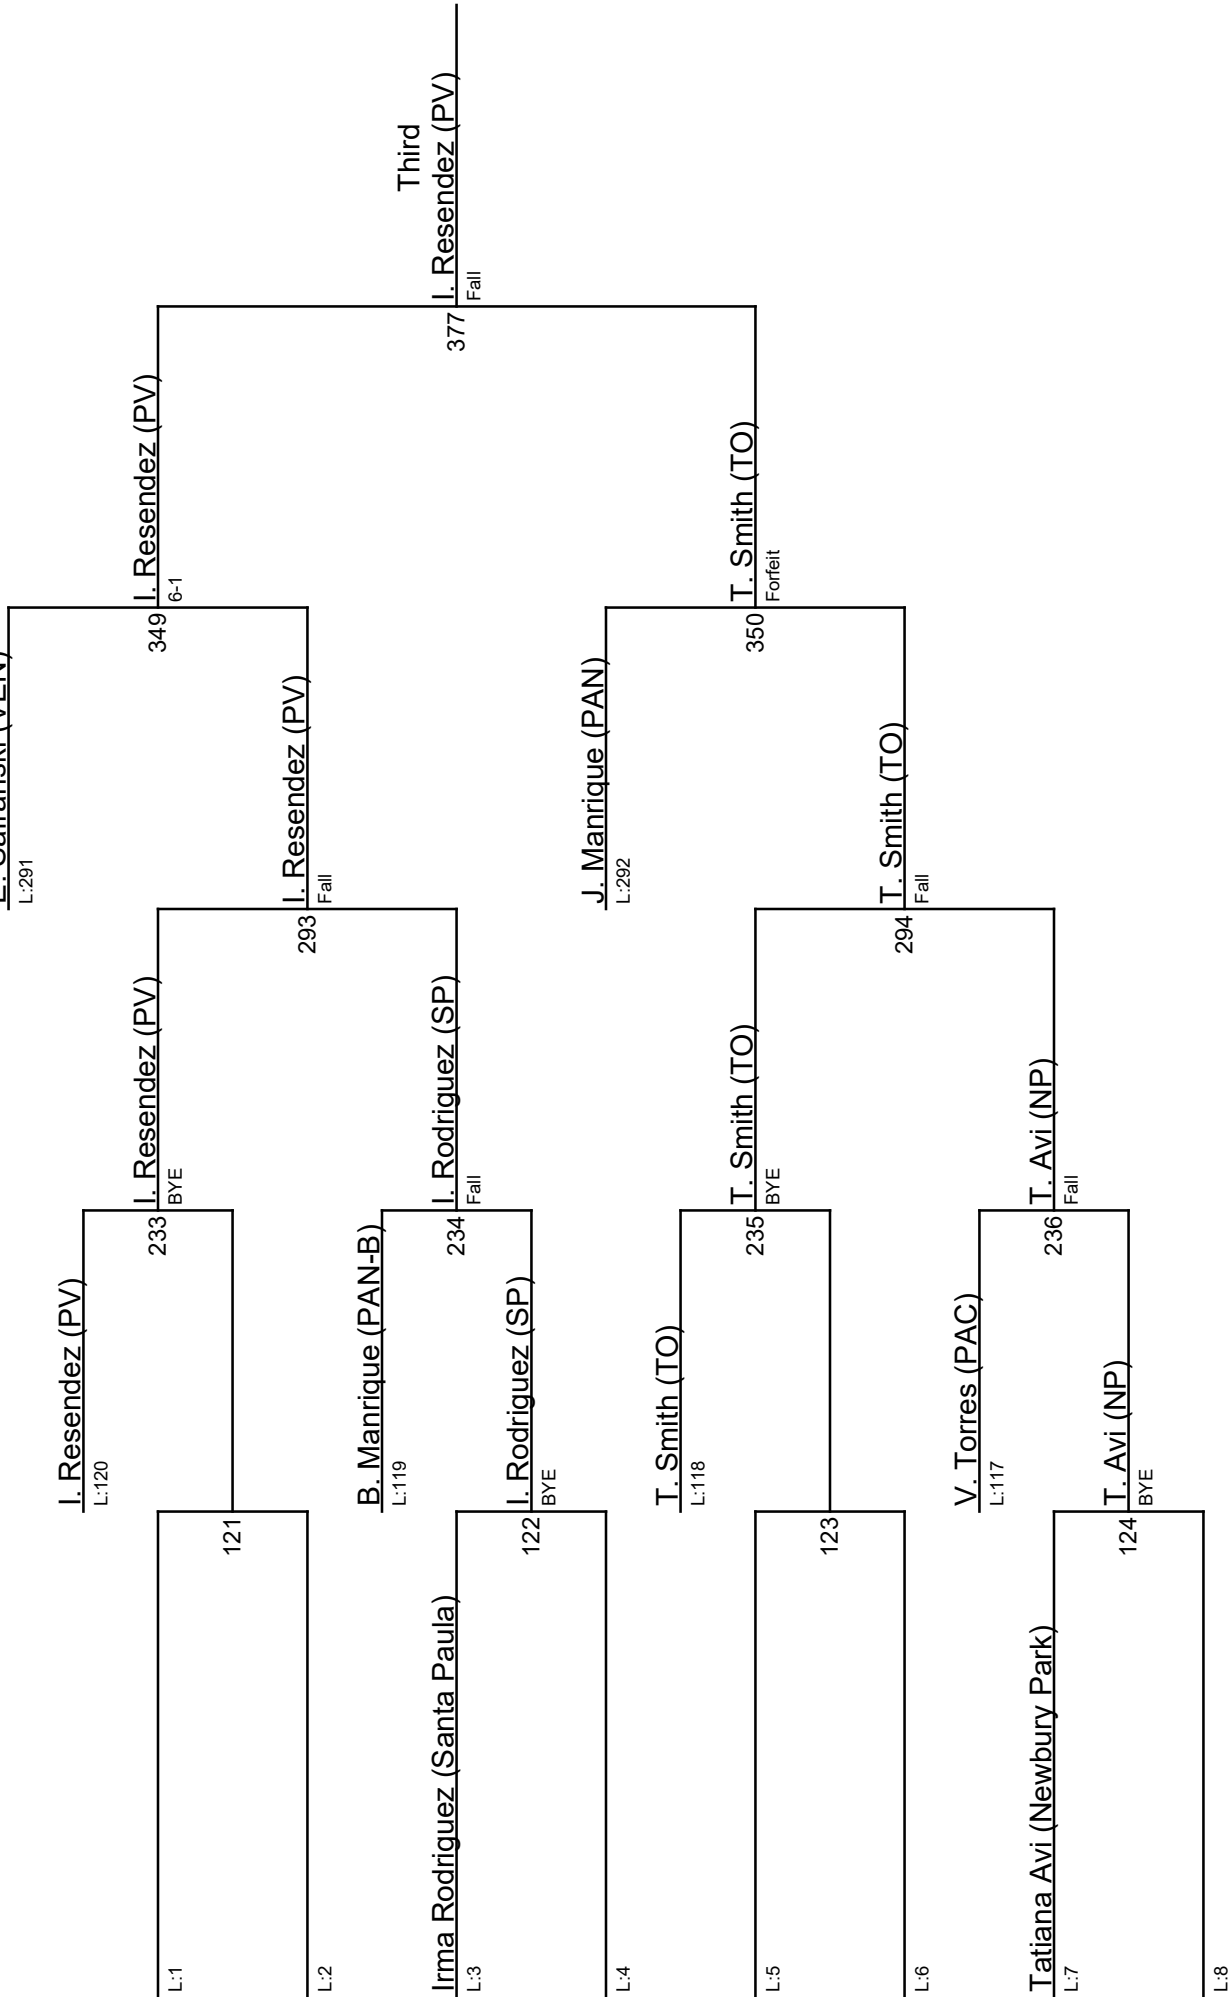 L:1
L:2
Irma Rodriguez (Santa Paula)
L:3
L:4
L:5
L:6
Tatiana Avi (Newbury Park)
L:7
L:8
I. Resendez (PV)
L:120
121
B. Manrique (PAN-B)
L:119
I. Rodriguez (SP)
BYE
122
T. Smith (TO)
L:118
123
V. Torres (PAC)
L:117
T. Avi (NP)
BYE
124
I. Resendez (PV)
BYE
233
I. Rodriguez (SP)
Fall
234
T. Smith (TO)
BYE
235
T. Avi (NP)
Fall
236
L:291
I. Resendez (PV)
Fall
293
J. Manrique (PAN)
L:292
T. Smith (TO)
Fall
294
I. Resendez (PV)
6-1
349
T. Smith (TO)
Forfeit
350
Third
I. Resendez (PV)
Fall
377